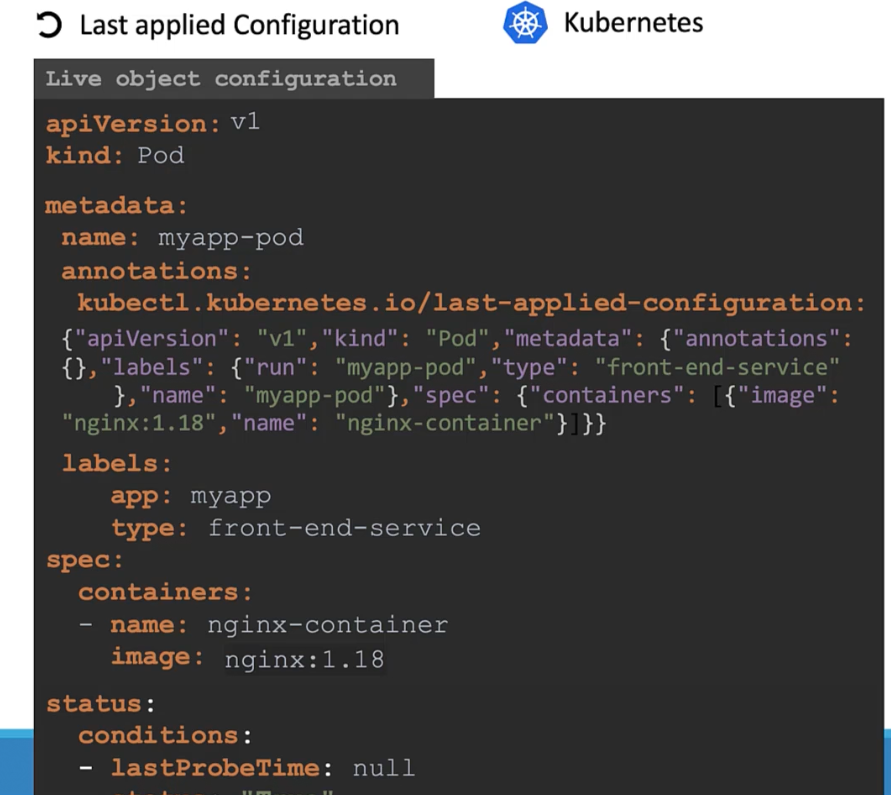 Last applied Configuration
Kubernetes
Live object configuration
apiVersion: v1
kind: Pod
metadata:
name: myapp-pod
annotations:
kubectl.kubernetes.io/last-applied-configuration:
{"apiVersion": "v1","kind": "Pod","metadata": {"annotations":
{},"labels": {"run": "myapp-pod","type": "front-end-service"
},"name": "myapp-pod"},"spec": {"containers": [{"image":
"nginx:1.18","name": "nginx-container"}]}}
labels:
app: myapp
type: front-end-service
spec:
containers:
- name: nginx-container
image: nginx:1.18
status:
conditions:
- lastProbeTime: null